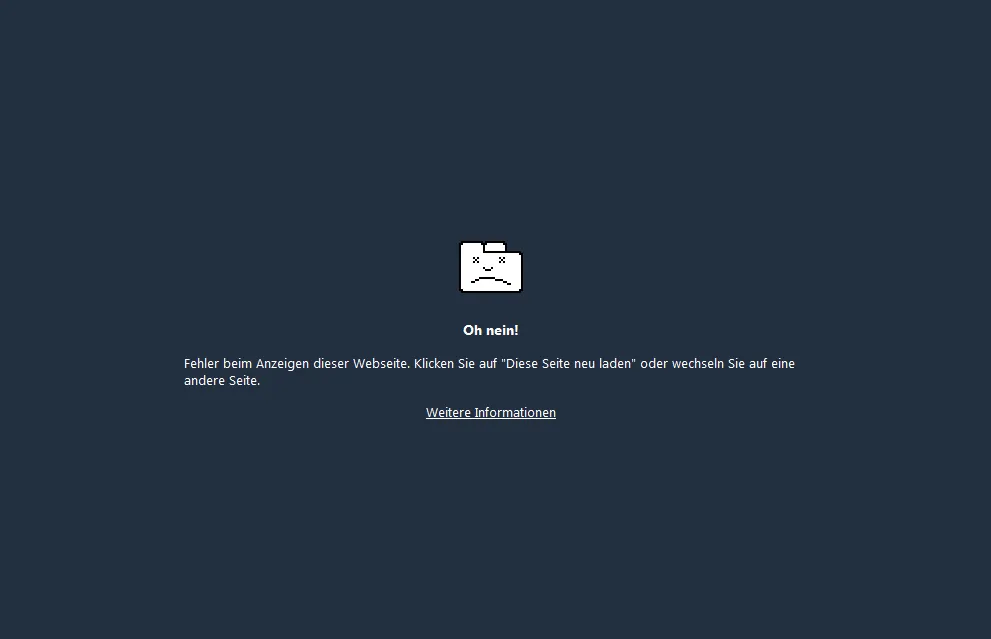 Oh nein!
Fehler beim Anzeigen dieser Webseite. Klicken Sie auf "Diese Seite neu laden" oder wechseln Sie auf eine
andere Seite.
Weitere Informationen